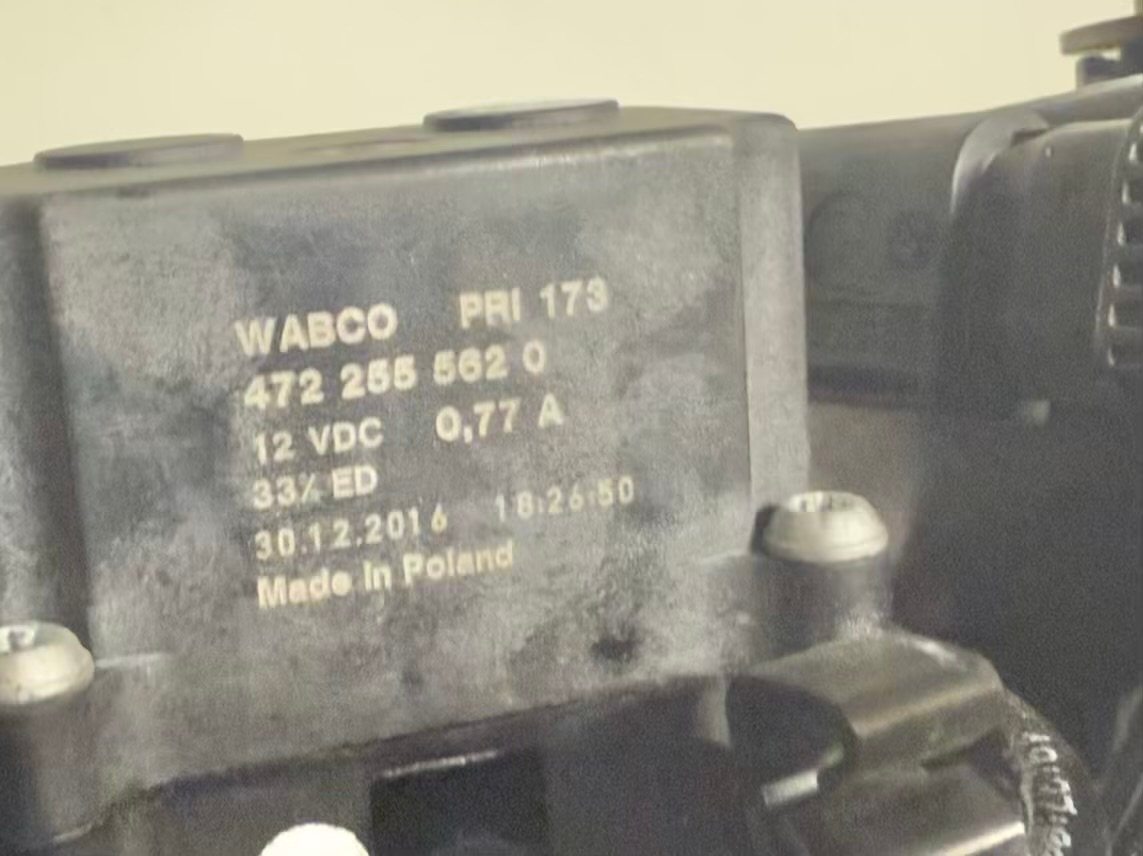 WABCO PRI 173
472 255 562 0
12 VDC 0,77 A
33% ED
30.12.2016 18:26:50
Made in Poland